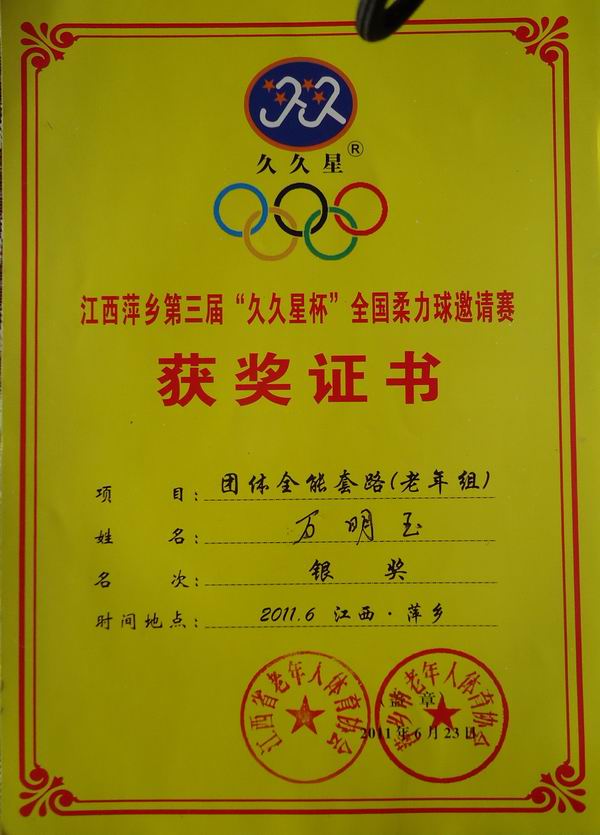 久久星®
江西萍乡第三届“久久星杯”全国柔力球邀请赛
获奖证书
项目：团体全能套路(老年组)
姓名：万明玉
名次：银奖
时间地点：2011.6 江西·萍乡
江西省老年人体育协会
萍乡市老年人体育协会
(盖章)
2011年6月23日